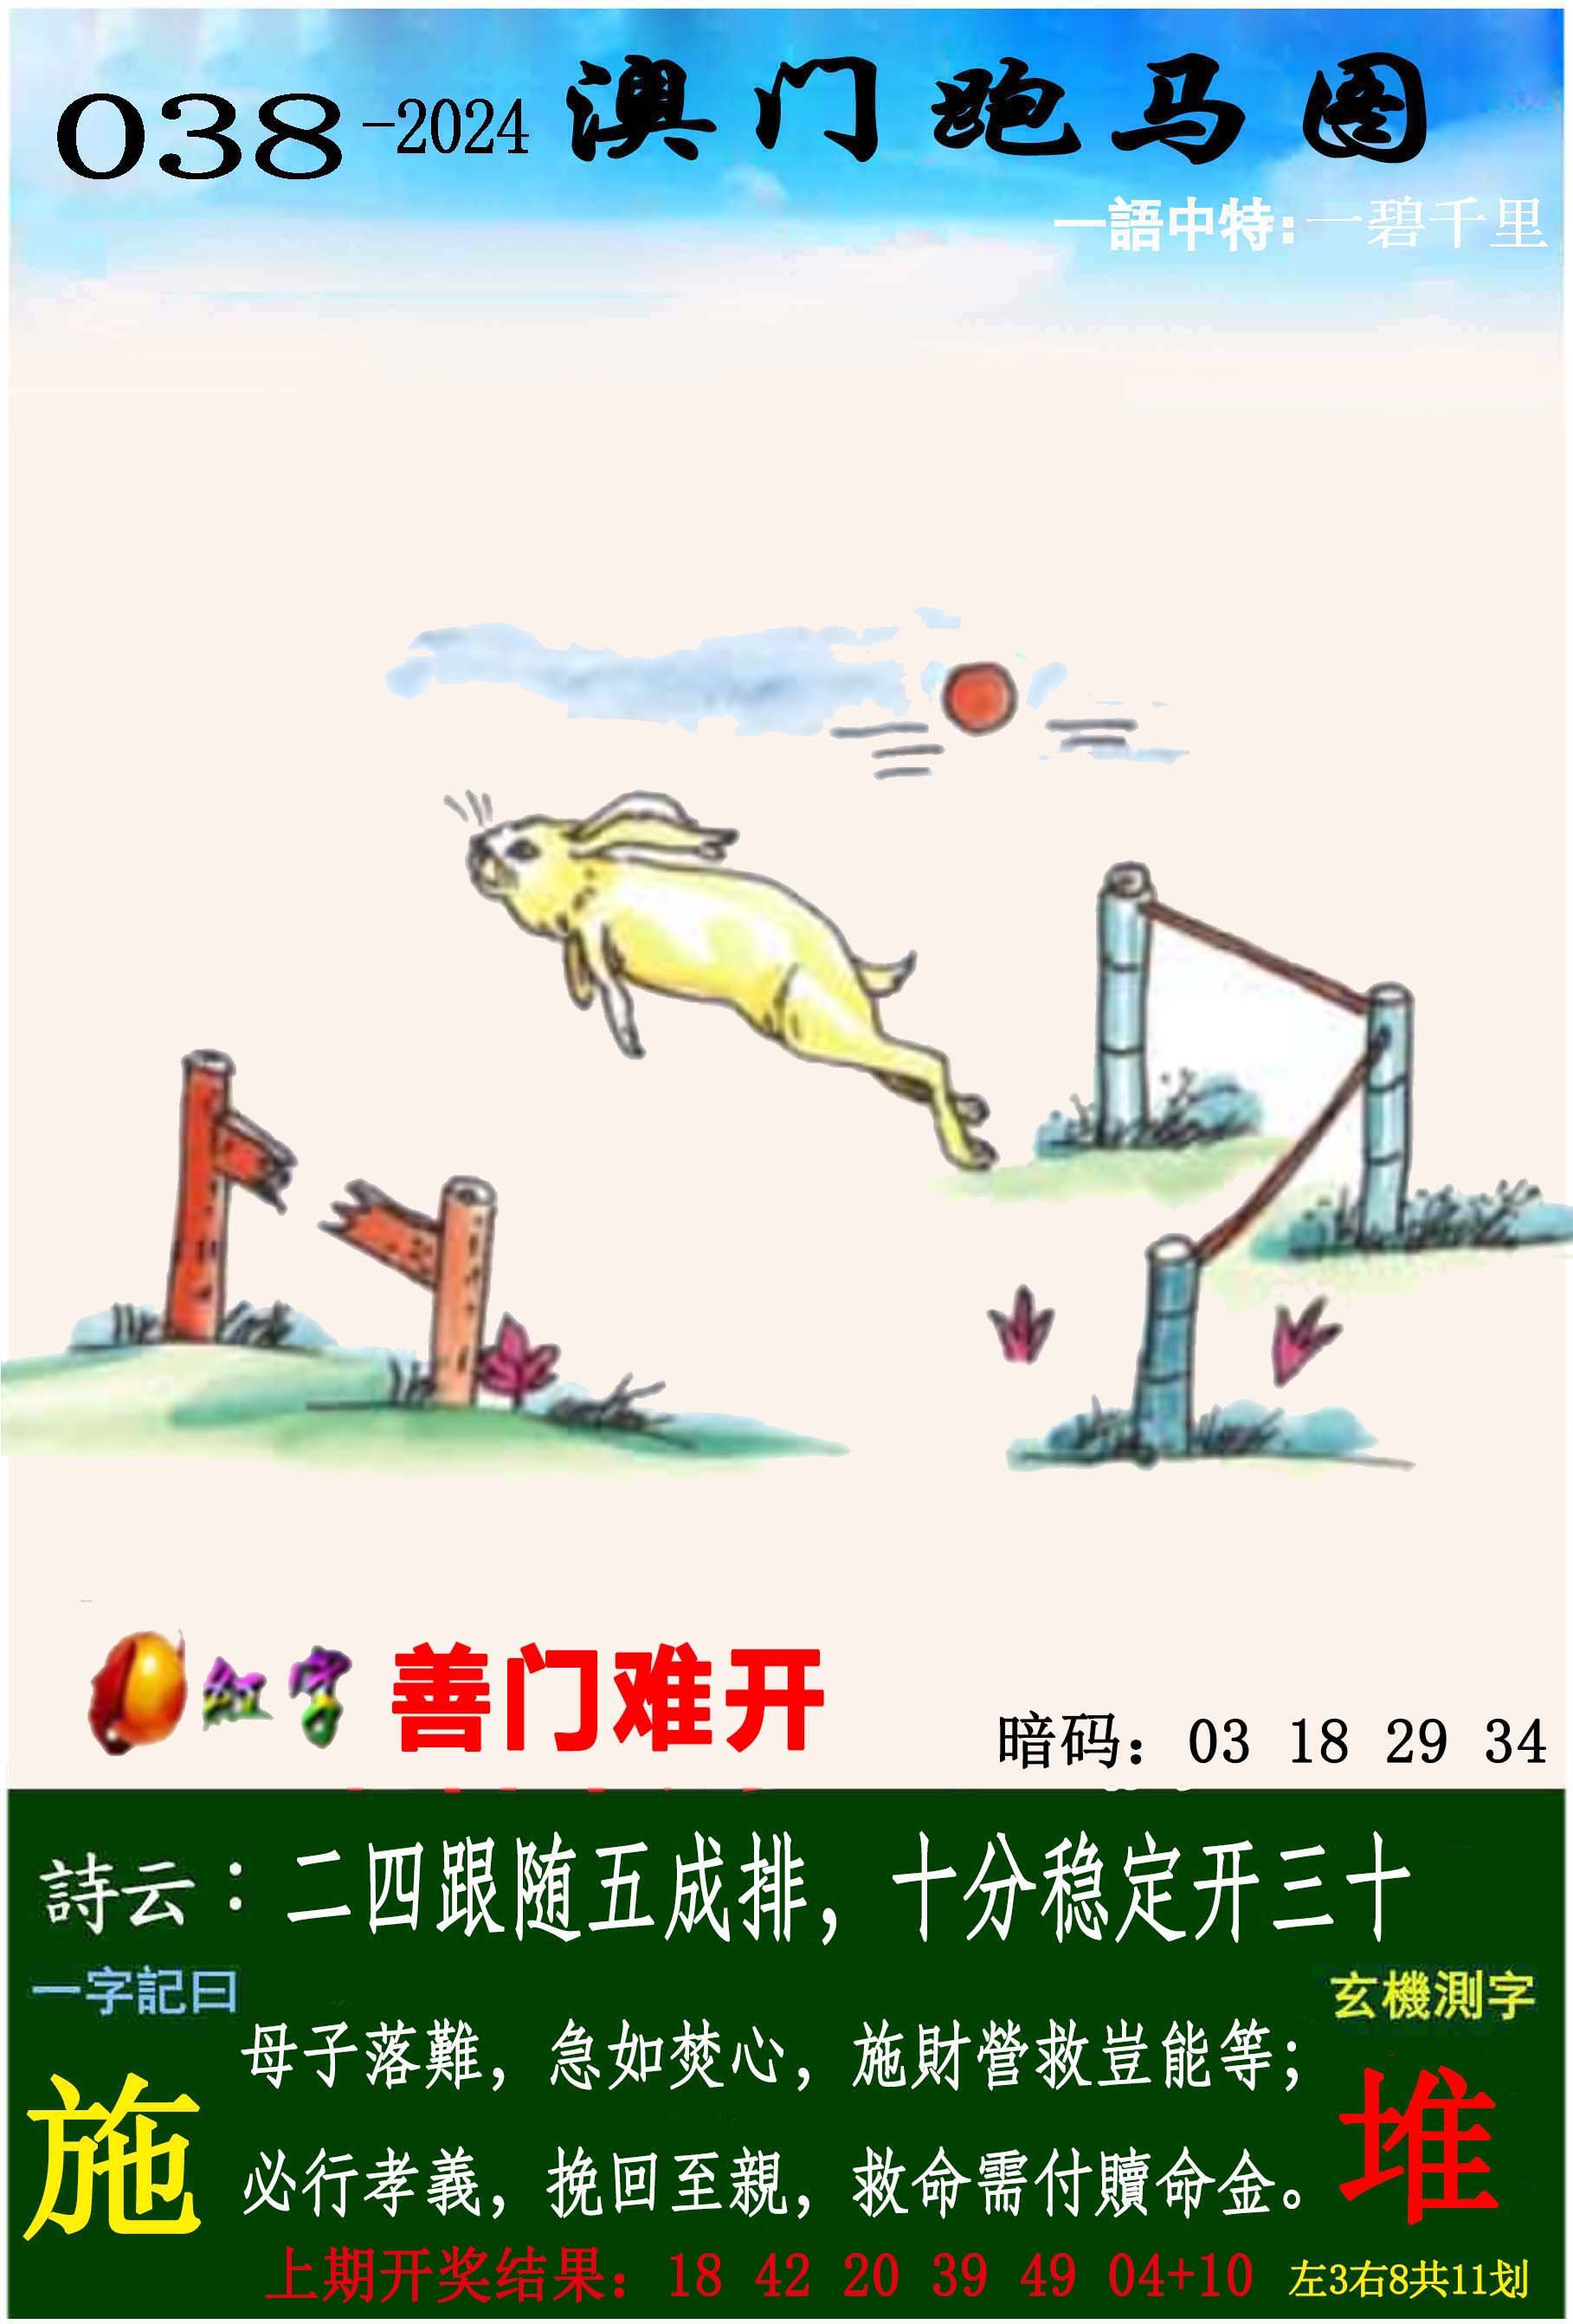 038-2024 澳门跑马图
一語中特:一碧千里
红字 善门难开
暗码：03 18 29 34
詩云：二四跟随五成排，十分稳定开三十
一字記曰
玄機測字
母子落難，急如焚心，施財營救豈能等；
施
堆
必行孝義，挽回至親，救命需付贖命金。
上期开奖结果：18 42 20 39 49 04+10
左3右8共11划